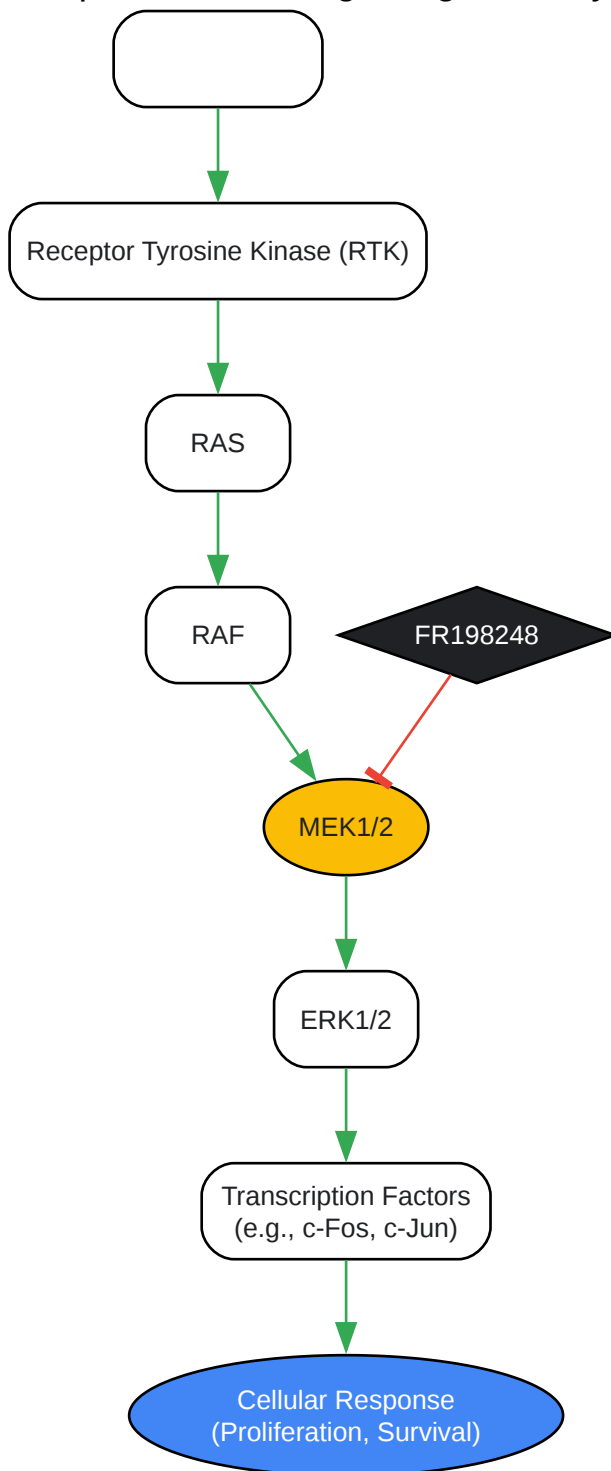 Receptor Tyrosine Kinase (RTK)
RAS
RAF
FR198248
MEK1/2
ERK1/2
Transcription Factors
(e.g., c-Fos, c-Jun)
Cellular Response
(Proliferation, Survival)